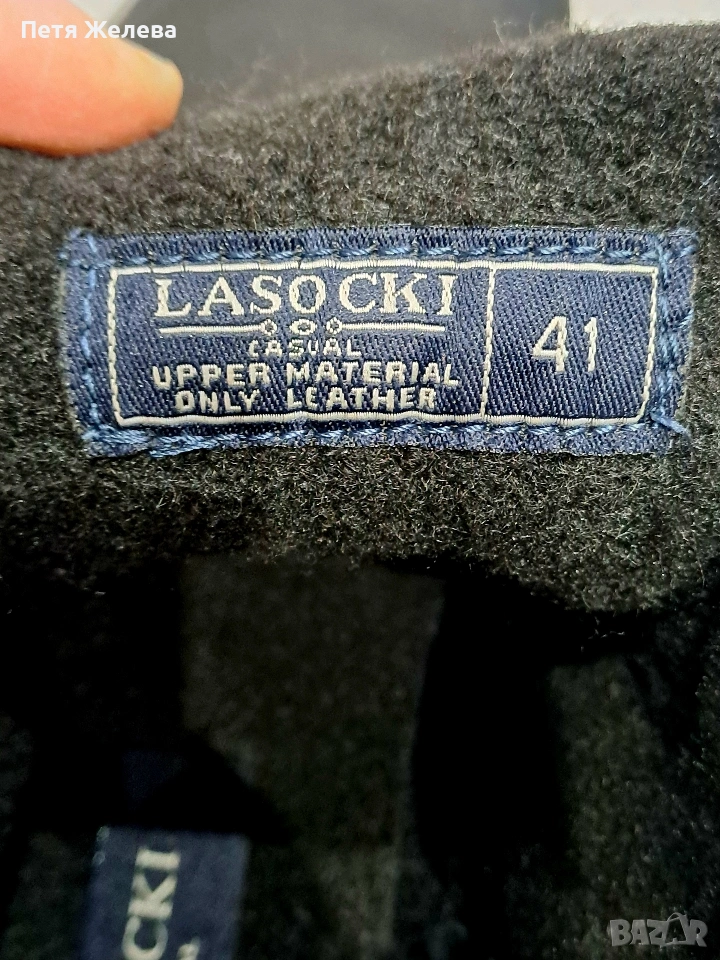 Петя Желева
LASOCKI
CASUAL
UPPER MATERIAL
ONLY LEATHER
41
CKI
BAZAR